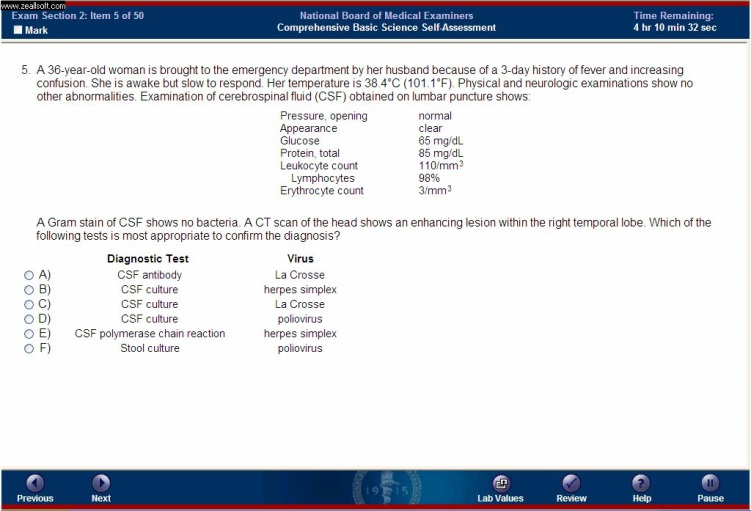 www.zeallsoft.com
Exam Section 2: Item 5 of 50
National Board of Medical Examiners
Time Remaining:
Mark
Comprehensive Basic Science Self-Assessment
4 hr 10 min 32 sec
5. A 36-year-old woman is brought to the emergency department by her husband because of a 3-day history of fever and increasing
confusion. She is awake but slow to respond. Her temperature is 38.4°C (101.1°F). Physical and neurologic examinations show no
other abnormalities. Examination of cerebrospinal fluid (CSF) obtained on lumbar puncture shows:
Pressure, opening normal
Appearance clear
Glucose 65 mg/dL
Protein, total 85 mg/dL
Leukocyte count 110/mm³
Lymphocytes 98%
Erythrocyte count 3/mm³
A Gram stain of CSF shows no bacteria. A CT scan of the head shows an enhancing lesion within the right temporal lobe. Which of the
following tests is most appropriate to confirm the diagnosis?
Diagnostic Test Virus
A) CSF antibody La Crosse
B) CSF culture herpes simplex
C) CSF culture La Crosse
D) CSF culture poliovirus
E) CSF polymerase chain reaction herpes simplex
F) Stool culture poliovirus
1915
Previous Next Lab Values Review Help Pause